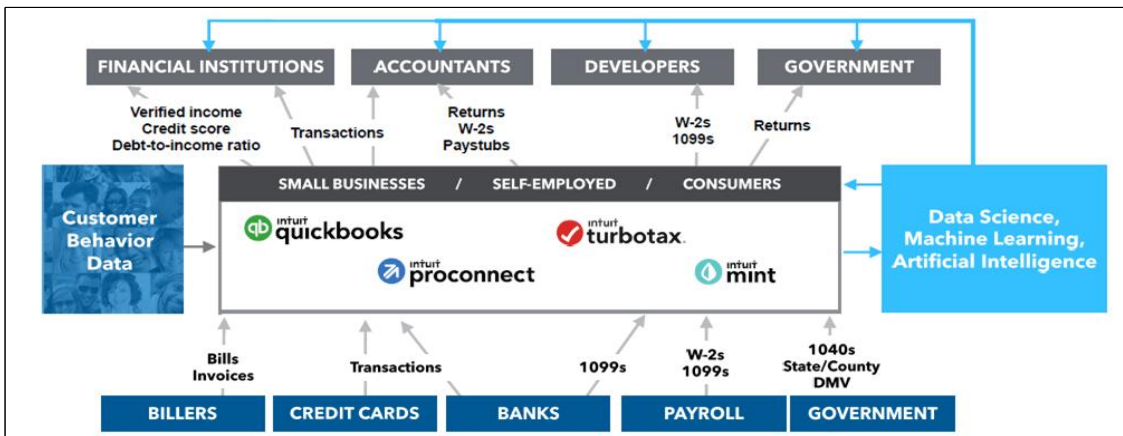 FINANCIAL INSTITUTIONS
ACCOUNTANTS
DEVELOPERS
GOVERNMENT
Verified income
Credit score
Debt-to-income ratio
Transactions
Returns
W-2s
Paystubs
W-2s
1099s
Returns
SMALL BUSINESSES / SELF-EMPLOYED / CONSUMERS
Customer
Behavior
Data
intuit
quickbooks
intuit
turbotax.
intuit
proconnect
intuit
mint
Data Science,
Machine Learning,
Artificial Intelligence
Bills
Invoices
Transactions
1099s
W-2s
1099s
1040s
State/County
DMV
BILLERS
CREDIT CARDS
BANKS
PAYROLL
GOVERNMENT